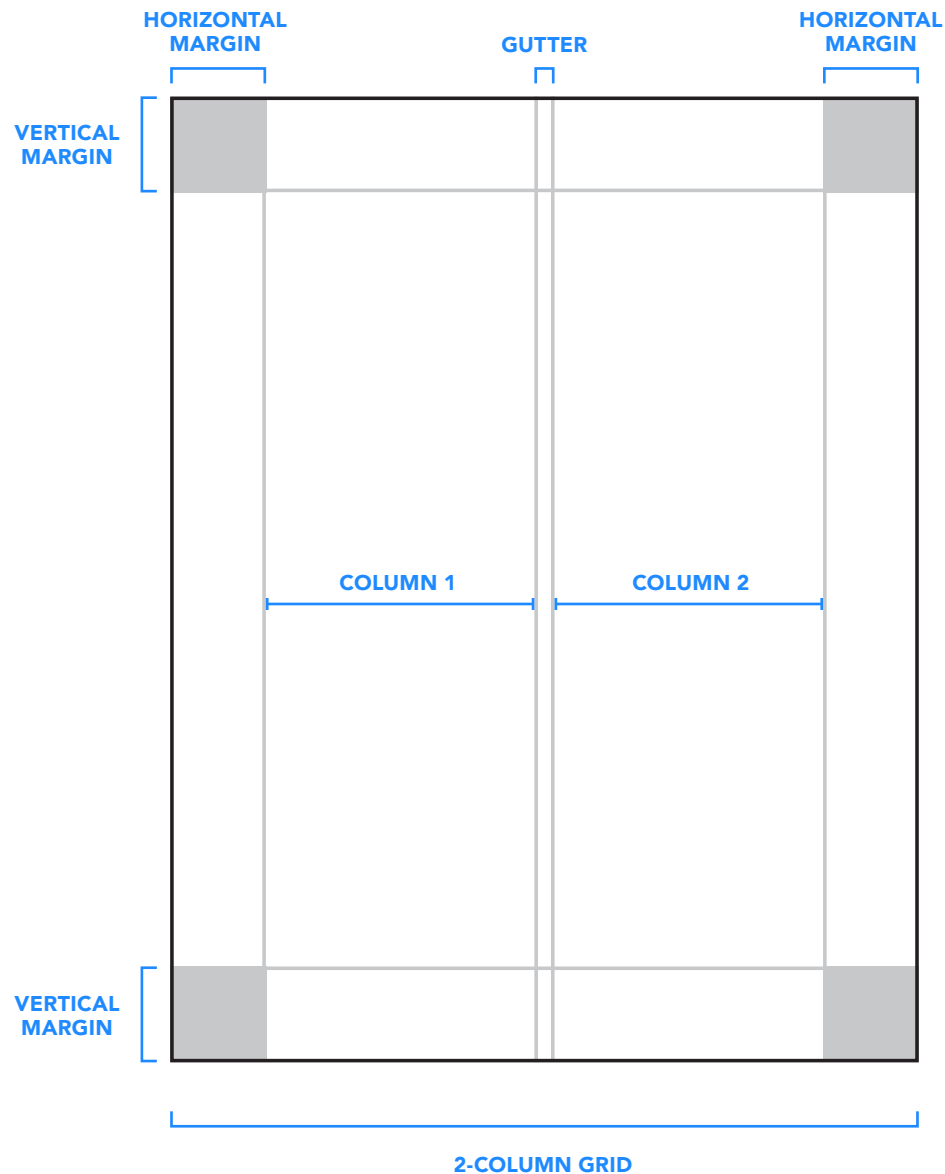 HORIZONTAL
MARGIN
GUTTER
HORIZONTAL
MARGIN
VERTICAL
MARGIN
COLUMN 1
COLUMN 2
VERTICAL
MARGIN
2-COLUMN GRID